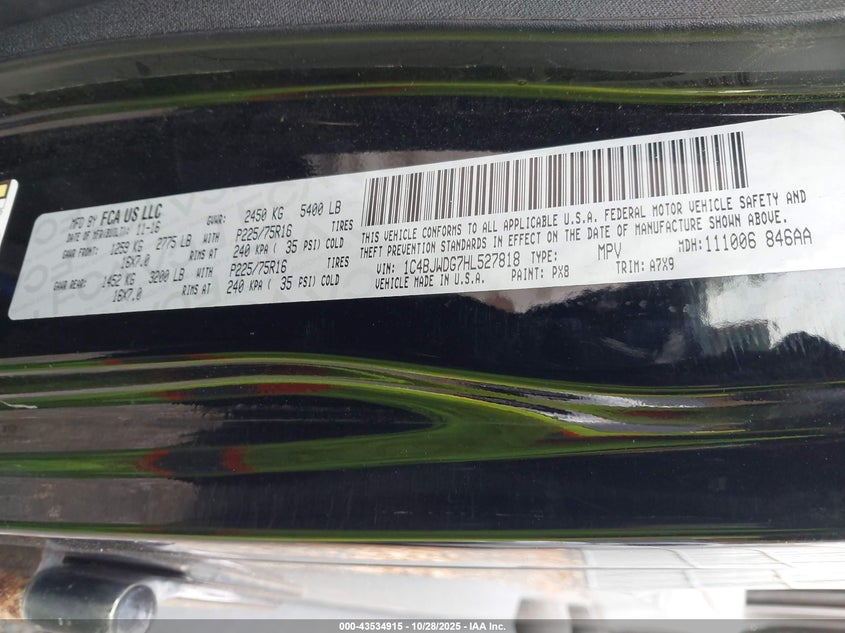 MFG BY FCA US LLC
DATE OF MFR(BUILD): 11-16 GVWR: 2450 KG 5400 LB
GAWR FRONT: 1259 KG 2775 LB WITH P225/75R16 TIRES
16X7.0 RIMS AT 240 KPA ( 35 PSI) COLD
GAWR REAR: 1452 KG 3200 LB WITH P225/75R16 TIRES
16X7.0 RIMS AT 240 KPA ( 35 PSI) COLD
THIS VEHICLE CONFORMS TO ALL APPLICABLE U.S.A. FEDERAL MOTOR VEHICLE SAFETY AND
THEFT PREVENTION STANDARDS IN EFFECT ON THE DATE OF MANUFACTURE SHOWN ABOVE.
VIN: 1C4BJWDG7HL527818 TYPE: MPV MDH: 111006 846AA
VEHICLE MADE IN U.S.A. PAINT: PX8 TRIM: A7X9
000-43534915 - 10/28/2025 - IAA Inc.